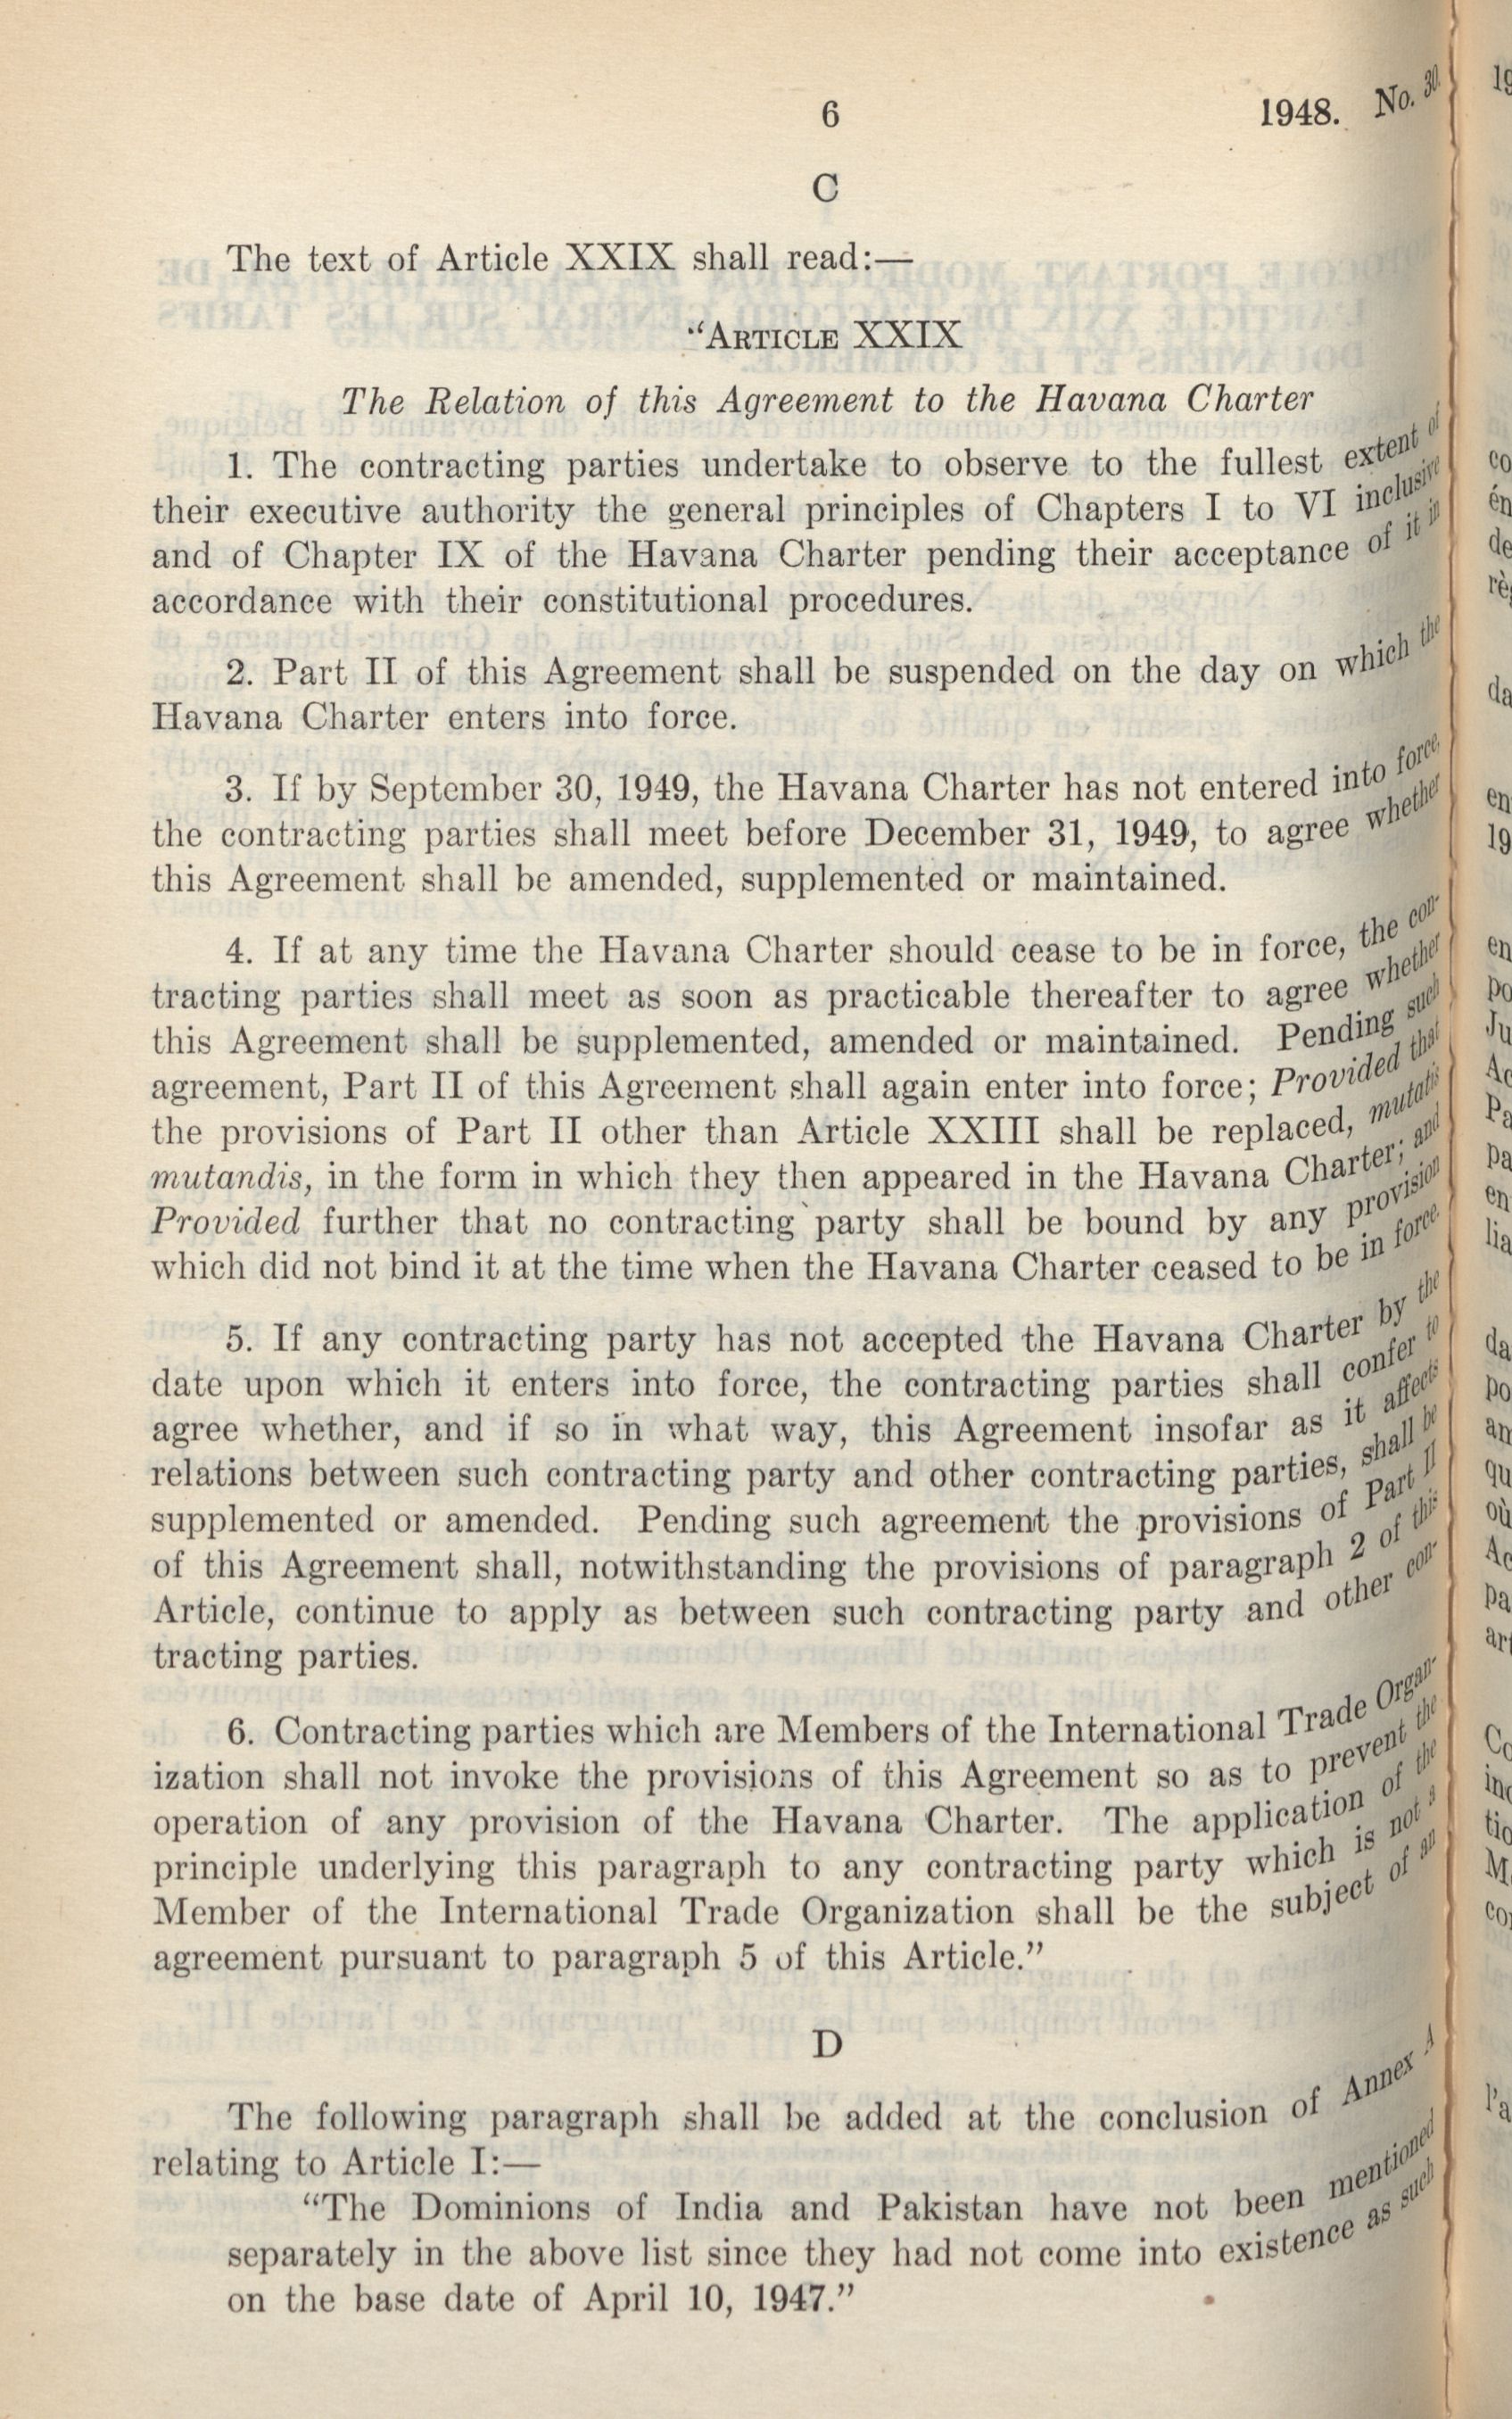 6
1948. No. 30.
C
The text of Article XXIX shall read:—
"ARTICLE XXIX
The Relation of this Agreement to the Havana Charter
1. The contracting parties undertake to observe to the fullest extent of
their executive authority the general principles of Chapters I to VI inclusive
and of Chapter IX of the Havana Charter pending their acceptance of it in
accordance with their constitutional procedures.
2. Part II of this Agreement shall be suspended on the day on which the
Havana Charter enters into force.
3. If by September 30, 1949, the Havana Charter has not entered into force,
the contracting parties shall meet before December 31, 1949, to agree whether
this Agreement shall be amended, supplemented or maintained.
4. If at any time the Havana Charter should cease to be in force, the con-
tracting parties shall meet as soon as practicable thereafter to agree whether
this Agreement shall be supplemented, amended or maintained. Pending such
agreement, Part II of this Agreement shall again enter into force; Provided that
the provisions of Part II other than Article XXIII shall be replaced, mutatis
mutandis, in the form in which they then appeared in the Havana Charter; and
Provided further that no contracting party shall be bound by any provision
which did not bind it at the time when the Havana Charter ceased to be in force.
5. If any contracting party has not accepted the Havana Charter by the
date upon which it enters into force, the contracting parties shall confer to
agree whether, and if so in what way, this Agreement insofar as it affects
relations between such contracting party and other contracting parties, shall be
supplemented or amended. Pending such agreement the provisions of Part II
of this Agreement shall, notwithstanding the provisions of paragraph 2 of this
Article, continue to apply as between such contracting party and other con-
tracting parties.
6. Contracting parties which are Members of the International Trade Organ-
ization shall not invoke the provisions of this Agreement so as to prevent the
operation of any provision of the Havana Charter. The application of the
principle underlying this paragraph to any contracting party which is not a
Member of the International Trade Organization shall be the subject of an
agreement pursuant to paragraph 5 of this Article."
D
The following paragraph shall be added at the conclusion of Annex A
relating to Article I:—
"The Dominions of India and Pakistan have not been mentioned
separately in the above list since they had not come into existence as such
on the base date of April 10, 1947."